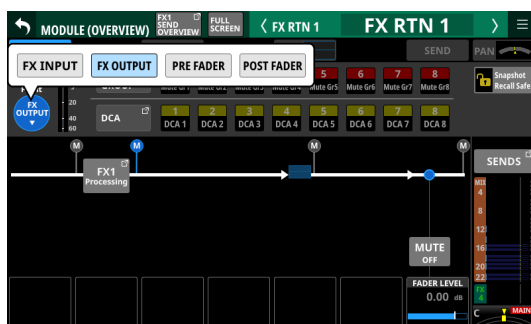 MODULE (OVERVIEW)
FX1
SEND
OVERVIEW
FULL
SCREEN
FX RTN 1
FX RTN 1
SEND
PAN
FX INPUT
FX OUTPUT
PRE FADER
POST FADER
5
6
7
8
Mute Gr5
Mute Gr6
Mute Gr7
Mute Gr8
Snapshot
Recall Safe
FX
OUTPUT
20
40
60
DCA
1
2
3
4
5
6
7
8
DCA 1
DCA 2
DCA 3
DCA 4
DCA 5
DCA 6
DCA 7
DCA 8
M
M
M
M
FX1
Processing
SENDS
MIX
4
8
12
16
20
22
FX
4
MUTE
OFF
FADER LEVEL
0.00 dB
C
MAIN